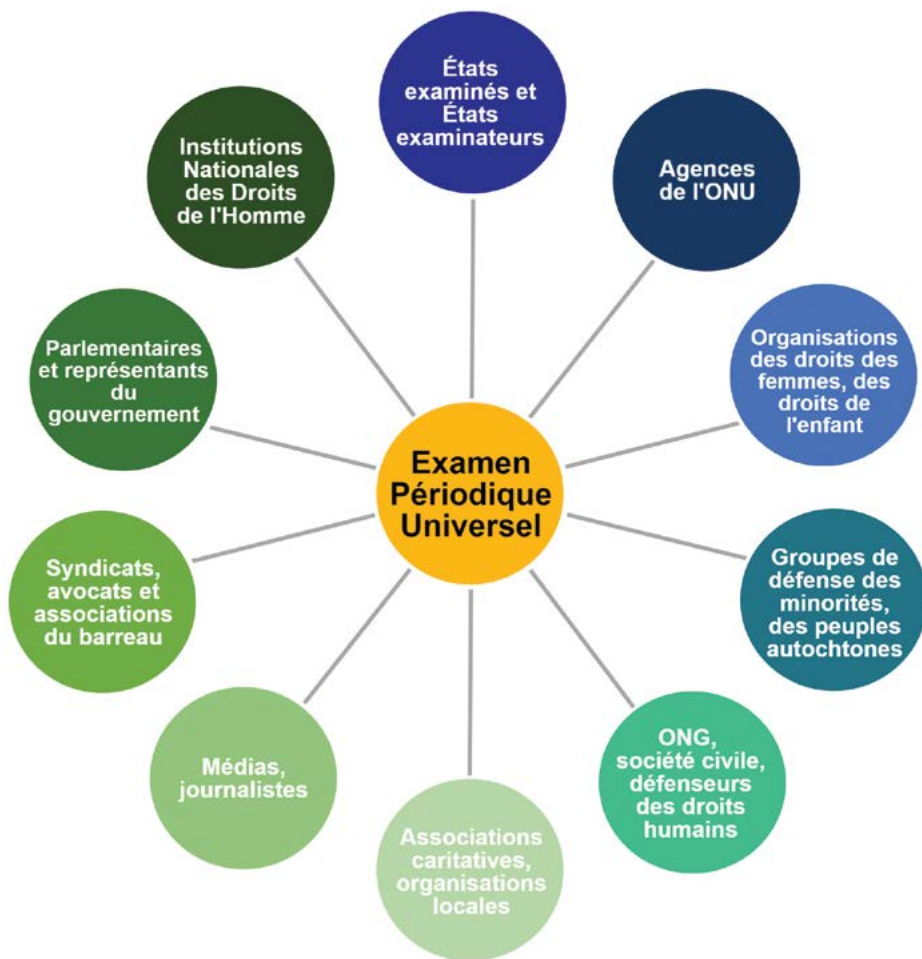 États
examinés et
États
examinateurs
Agences
de l'ONU
Organisations
des droits des
femmes, des
droits de
l'enfant
Groupes de
défense des
minorités,
des peuples
autochtones
ONG,
société civile,
défenseurs
des droits
humains
Associations
caritatives,
organisations
locales
Médias,
journalistes
Syndicats,
avocats et
associations
du barreau
Parlementaires
et représentants
du
gouvernement
Institutions
Nationales
des Droits
de l'Homme
Examen
Périodique
Universel